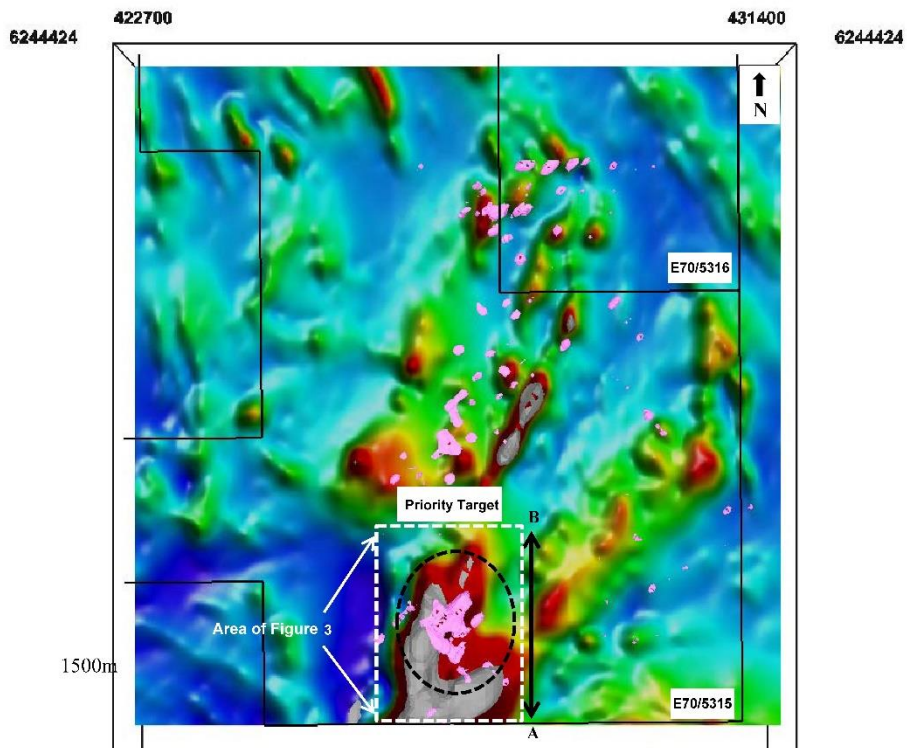 422700
431400
6244424
6244424
N
E70/5316
Priority Target
B
Area of Figure 3
1500m
E70/5315
A